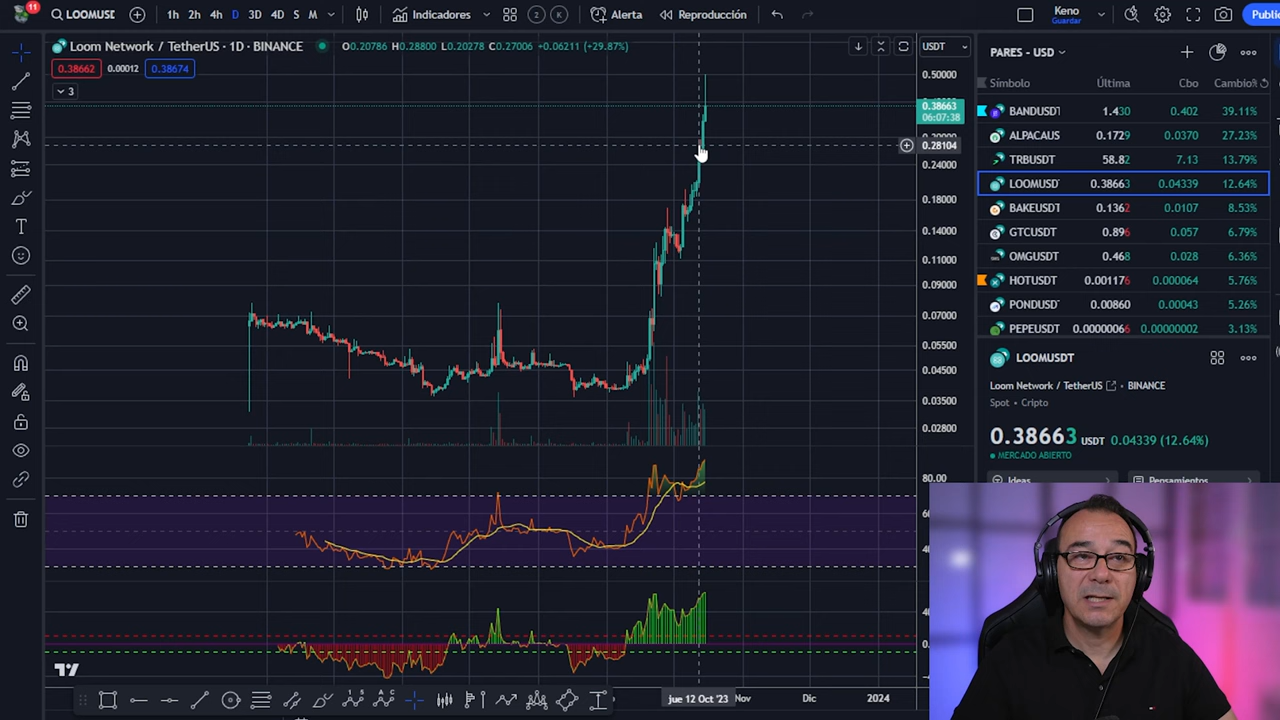 11
LOOMUSD
1h 2h 4h D 3D 4D S M
Indicadores
2
K
Alerta
Reproducción
Keno
Guardar
Public
Loom Network / TetherUS · 1D · BINANCE
O0.20786 H0.28800 L0.20278 C0.27006 +0.06211 (+29.87%)
0.38662 0.00012 0.38674
3
USDT
0.50000
0.38663
06:07:38
0.28104
0.24000
0.18000
0.14000
0.11000
0.09000
0.07000
0.05500
0.04500
0.03500
0.02800
80.00
jue 12 Oct '23
Nov
Dic
2024
PARES - USD
Símbolo Última Cbo Cambio%
BANDUSDT 1.430 0.402 39.11%
ALPACAUS 0.1729 0.0370 27.23%
TRBUSDT 58.82 7.13 13.79%
LOOMUSD 0.38663 0.04339 12.64%
BAKEUSDT 0.1362 0.0107 8.53%
GTCUSDT 0.896 0.057 6.79%
OMGUSDT 0.468 0.028 6.36%
HOTUSDT 0.001176 0.000064 5.76%
PONDUSDT 0.00860 0.00043 5.26%
PEPEUSDT 0.00000066 0.00000002 3.13%
LOOMUSDT
Loom Network / TetherUS · BINANCE
Spot · Cripto
0.38663 USDT 0.04339 (12.64%)
MERCADO ABIERTO
Ideas
Pensamientos